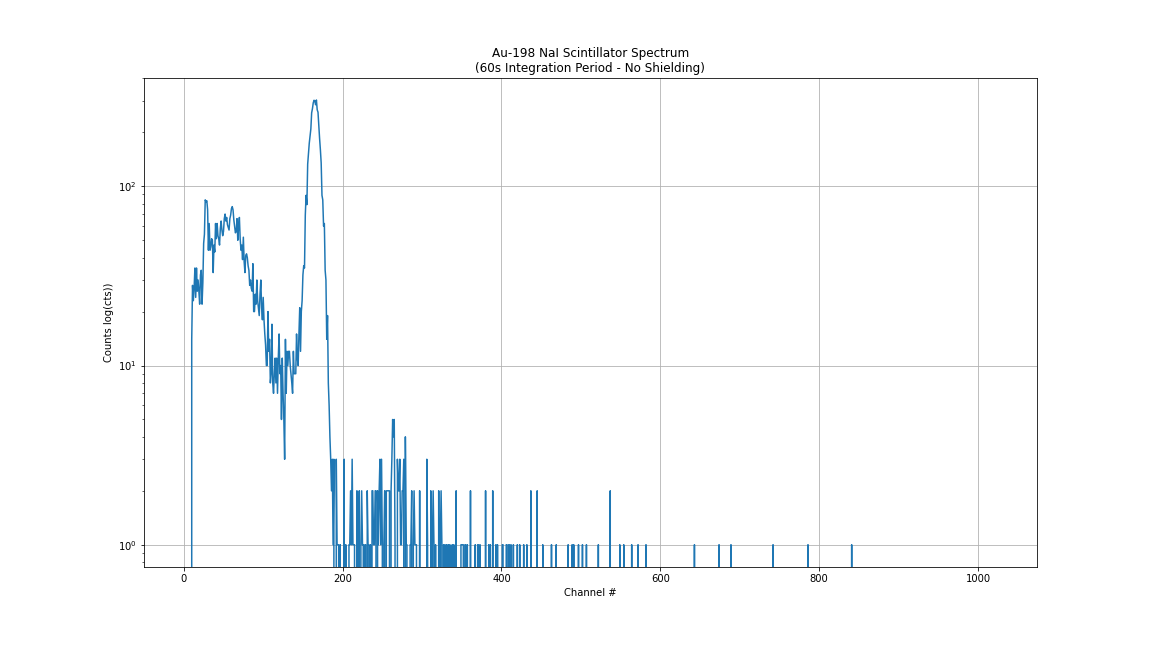 Au-198 NaI Scintillator Spectrum
(60s Integration Period - No Shielding)
Counts log(cts))
10²
10¹
10⁰
0 200 400 600 800 1000
Channel #